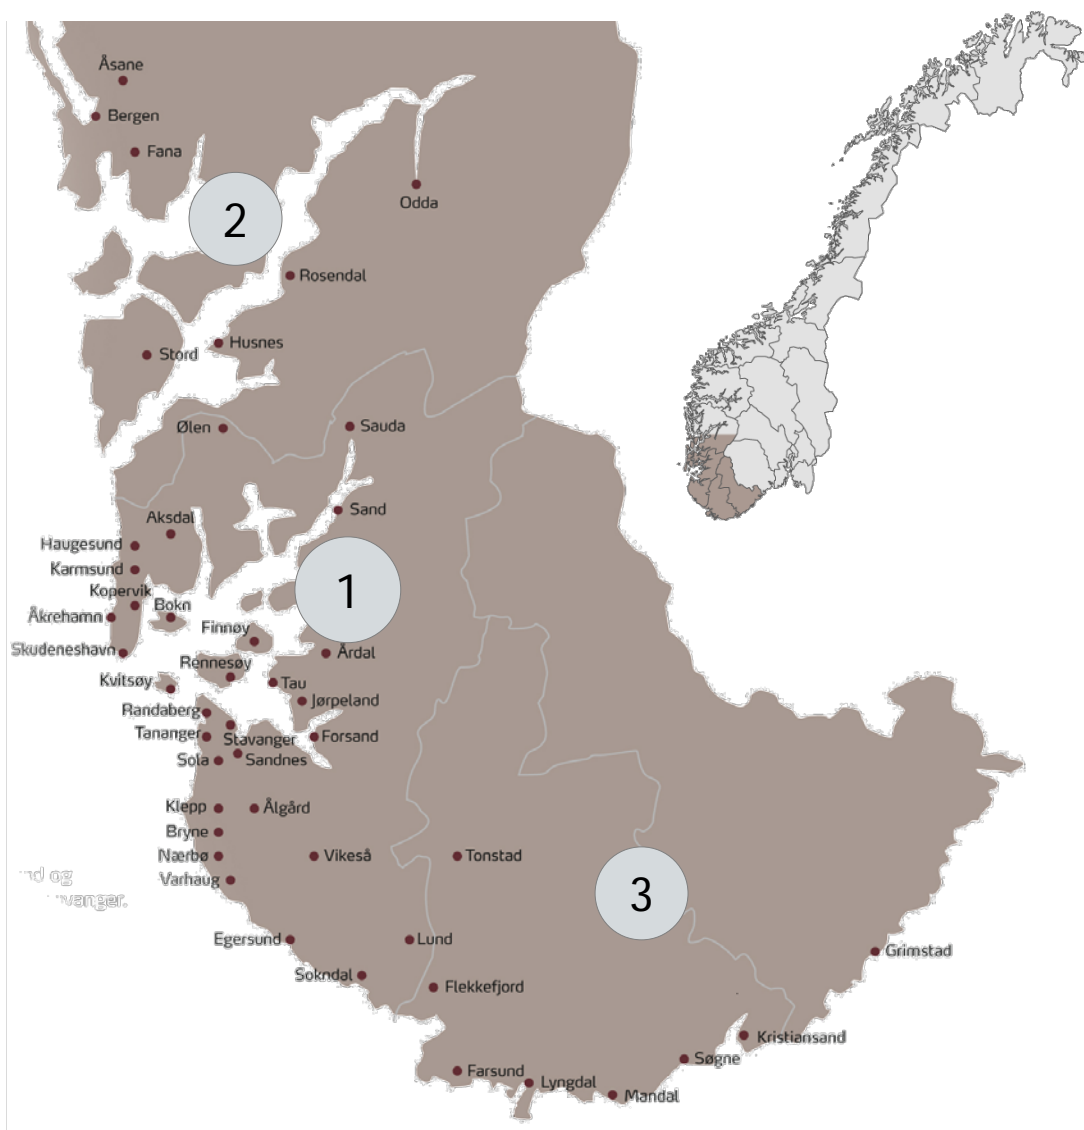 Åsane
Bergen
Fana
2
Odda
Rosendal
Husnes
Stord
Ølen
Sauda
Sand
Aksdal
Haugesund
Karmsund
Kopervik
1
Bokn
Åkrehamn
Finnøy
Skudeneshavn
Årdal
Rennesøy
Kvitsøy
Tau
Jørpeland
Randaberg
Tananger
Stavanger
Forsand
Sola
Sandnes
Klepp
Ålgård
Bryne
Nærbø
Vikeså
Tonstad
og
Varhaug
3
Egersund
Lund
Grimstad
Sokndal
Flekkefjord
Kristiansand
Søgne
Farsund
Lyngdal
Mandal